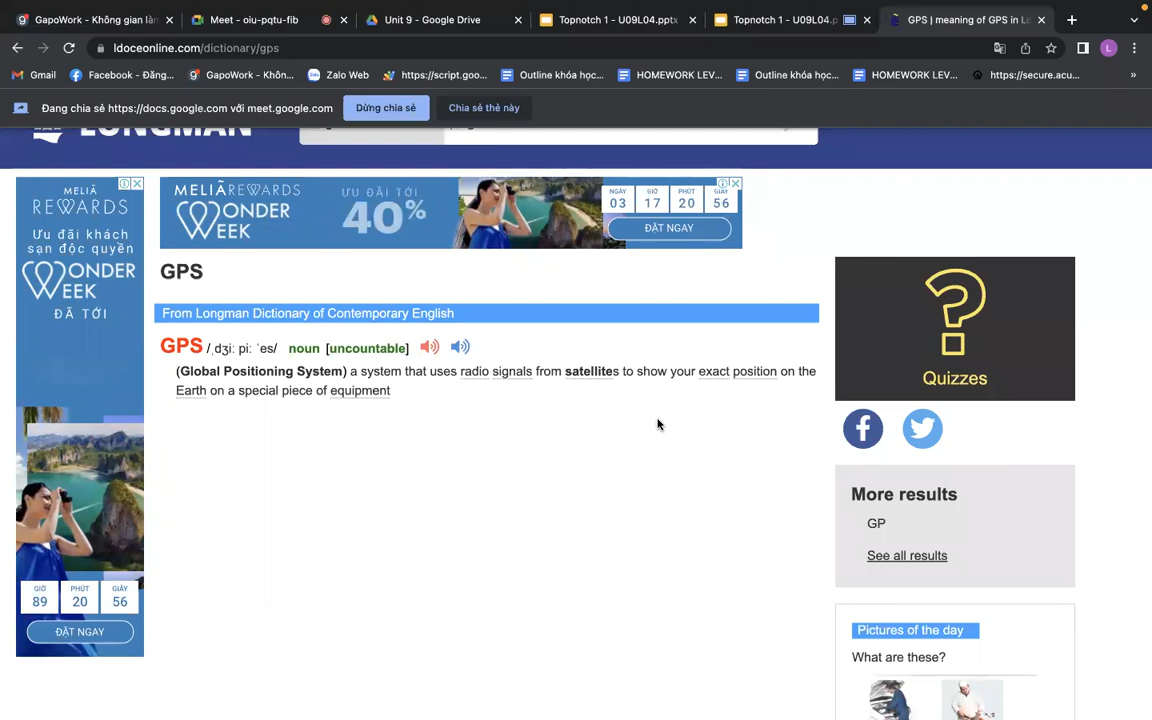 GapoWork - Không gian làn
Meet - oiu-pqtu-fib
Unit 9 - Google Drive
Topnotch 1 - U09L04.pptx
Topnotch 1 - U09L04.p
GPS | meaning of GPS in Lo
ldoceonline.com/dictionary/gps
L
Gmail
Facebook - Đăng...
GapoWork - Khôn...
Zalo Web
https://script.goo...
Outline khóa học...
HOMEWORK LEV...
Outline khóa học...
HOMEWORK LEV...
https://secure.acu...
»
Đang chia sẻ https://docs.google.com với meet.google.com
Dừng chia sẻ
Chia sẻ thẻ này
LONGMAN
MELIÁ
REWARDS
Ưu đãi khách
sạn độc quyền
WONDER
WEEK
ĐÃ TỚI
GIỜ PHÚT GIÂY
89 20 56
ĐẶT NGAY
MELIÁ REWARDS
WONDER
WEEK
ƯU ĐÃI TỚI
40%
NGÀY GIỜ PHÚT GIÂY
03 17 20 56
ĐẶT NGAY
GPS
From Longman Dictionary of Contemporary English
GPS /ˌdʒiː piː ˈes/ noun [uncountable]
(Global Positioning System) a system that uses radio signals from satellites to show your exact position on the
Earth on a special piece of equipment
?
Quizzes
f
More results
GP
See all results
Pictures of the day
What are these?